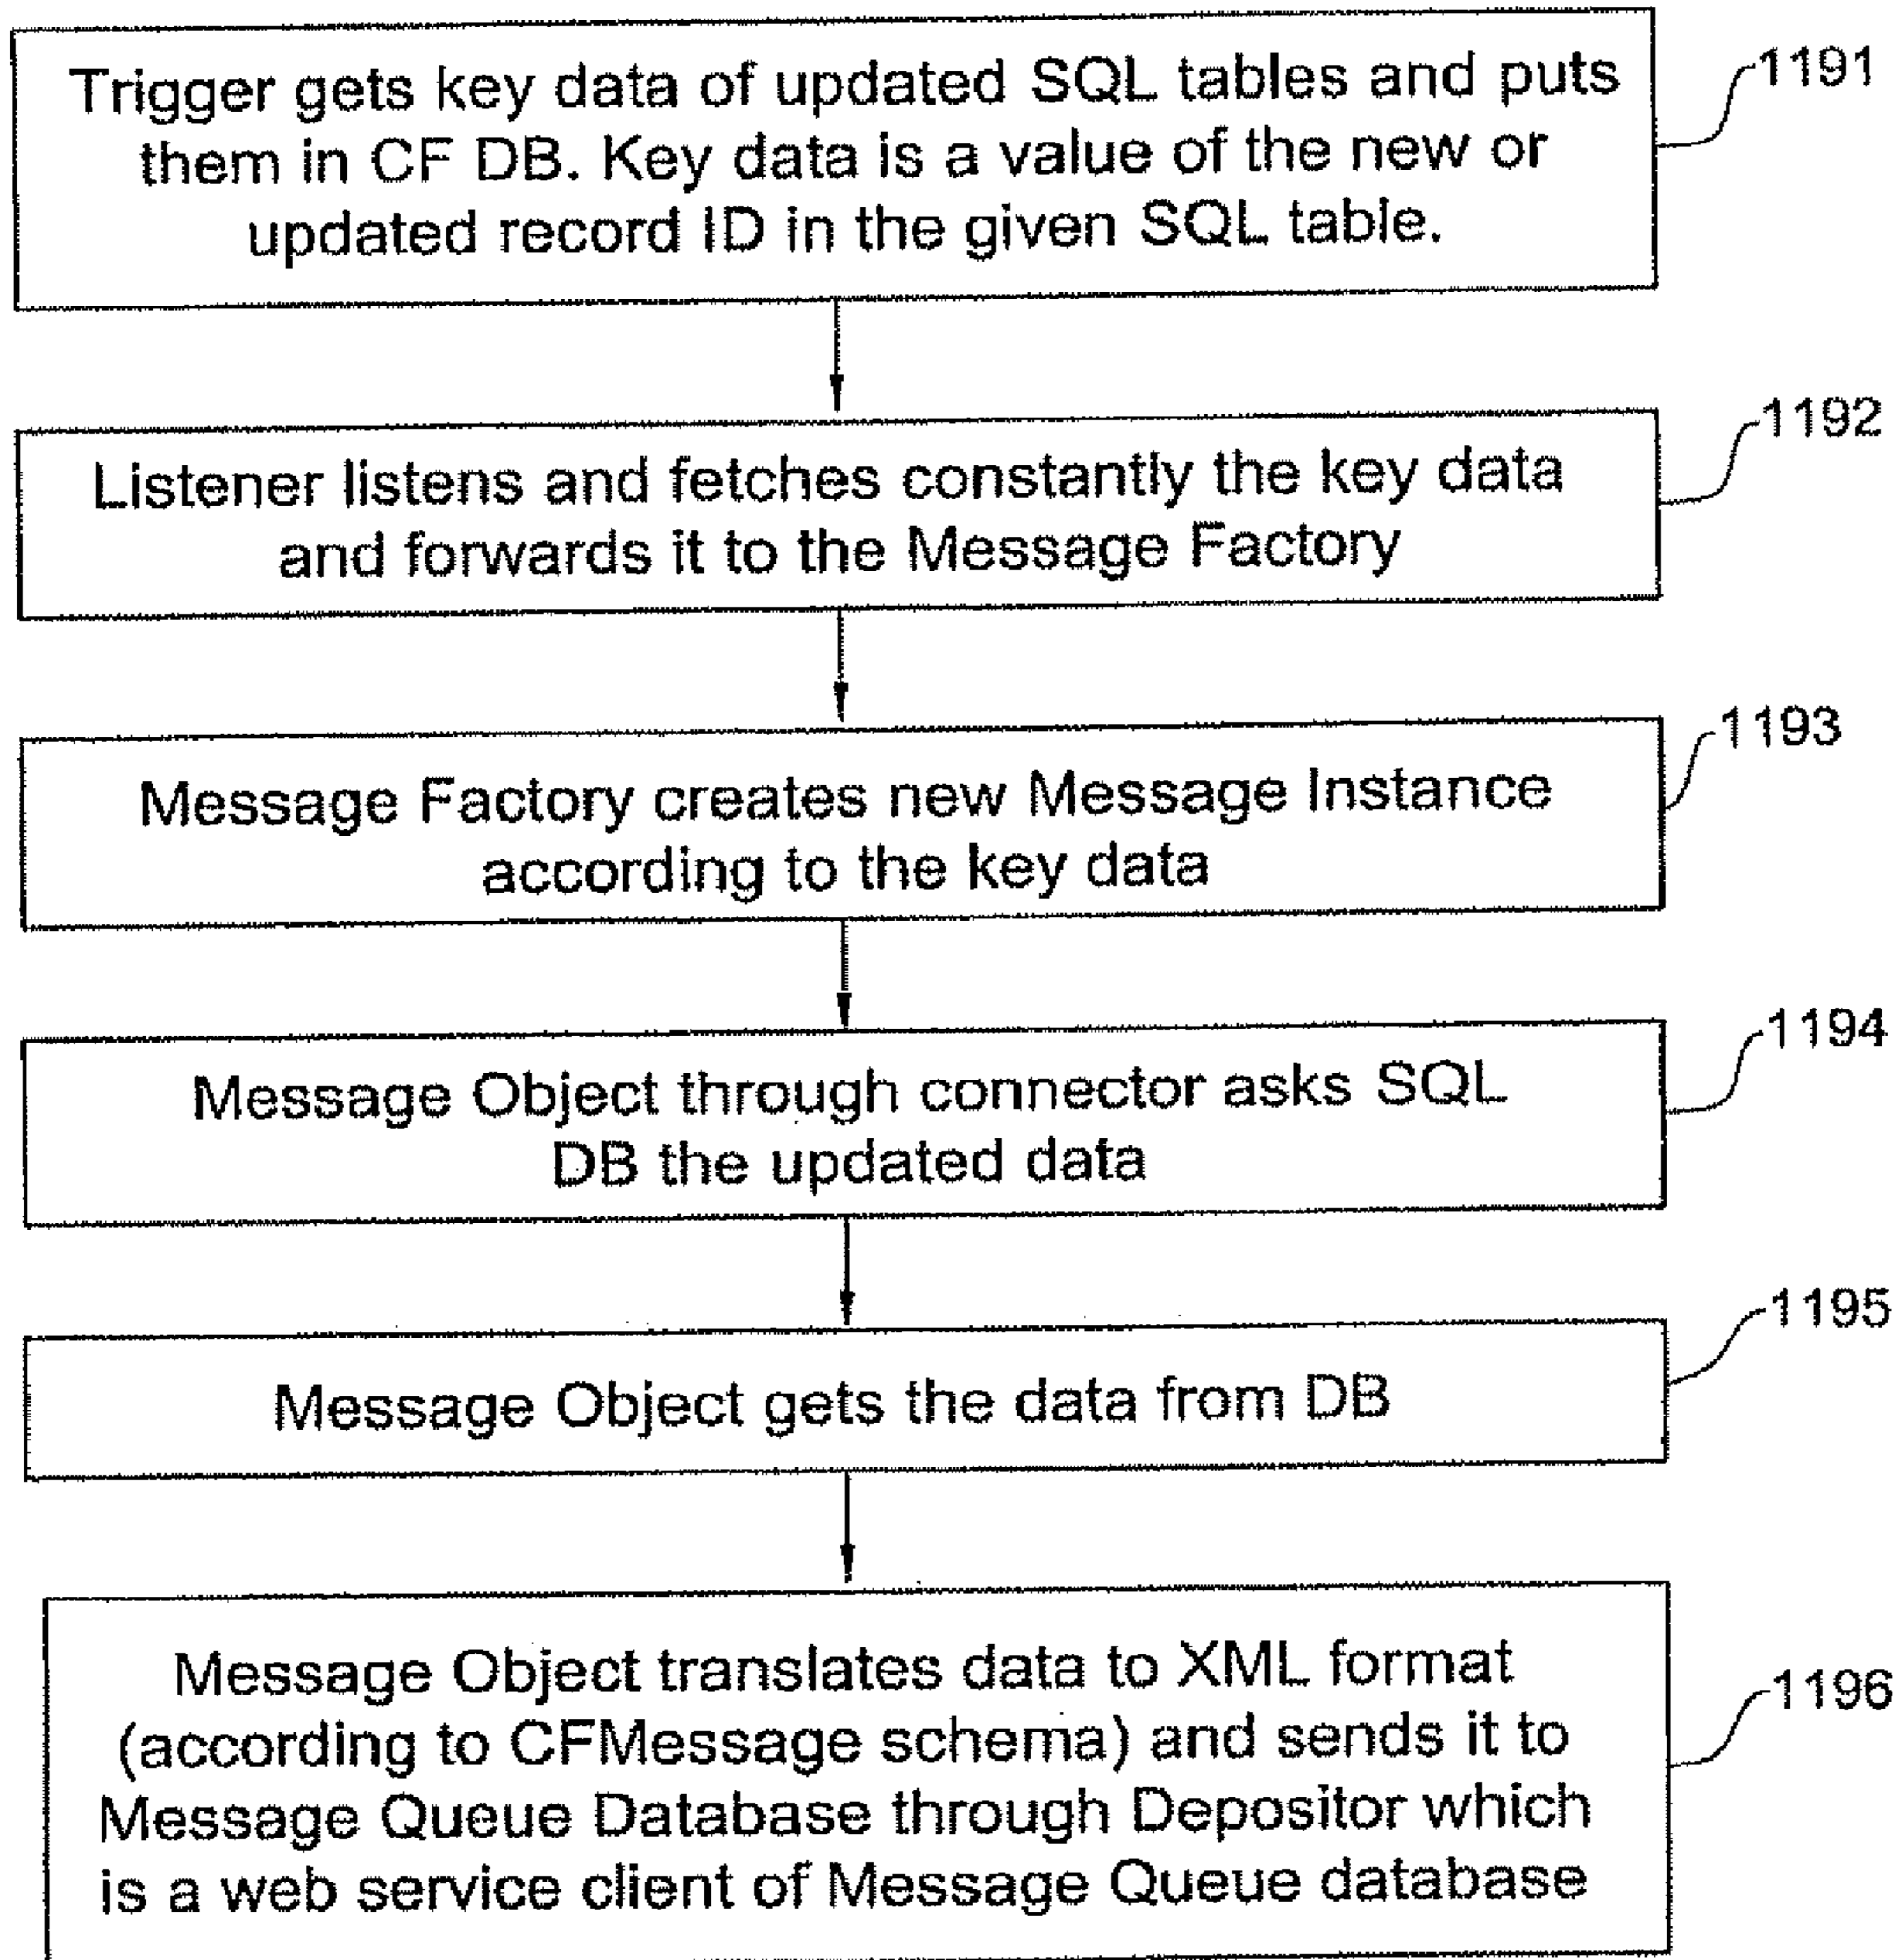 Trigger gets key data of updated SQL tables and puts
them in CF DB. Key data is a value of the new or
updated record ID in the given SQL table.
1191
Listener listens and fetches constantly the key data
and forwards it to the Message Factory
1192
Message Factory creates new Message Instance
according to the key data
1193
Message Object through connector asks SQL
DB the updated data
1194
Message Object gets the data from DB
1195
Message Object translates data to XML format
(according to CFMessage schema) and sends it to
Message Queue Database through Depositor which
is a web service client of Message Queue database
1196